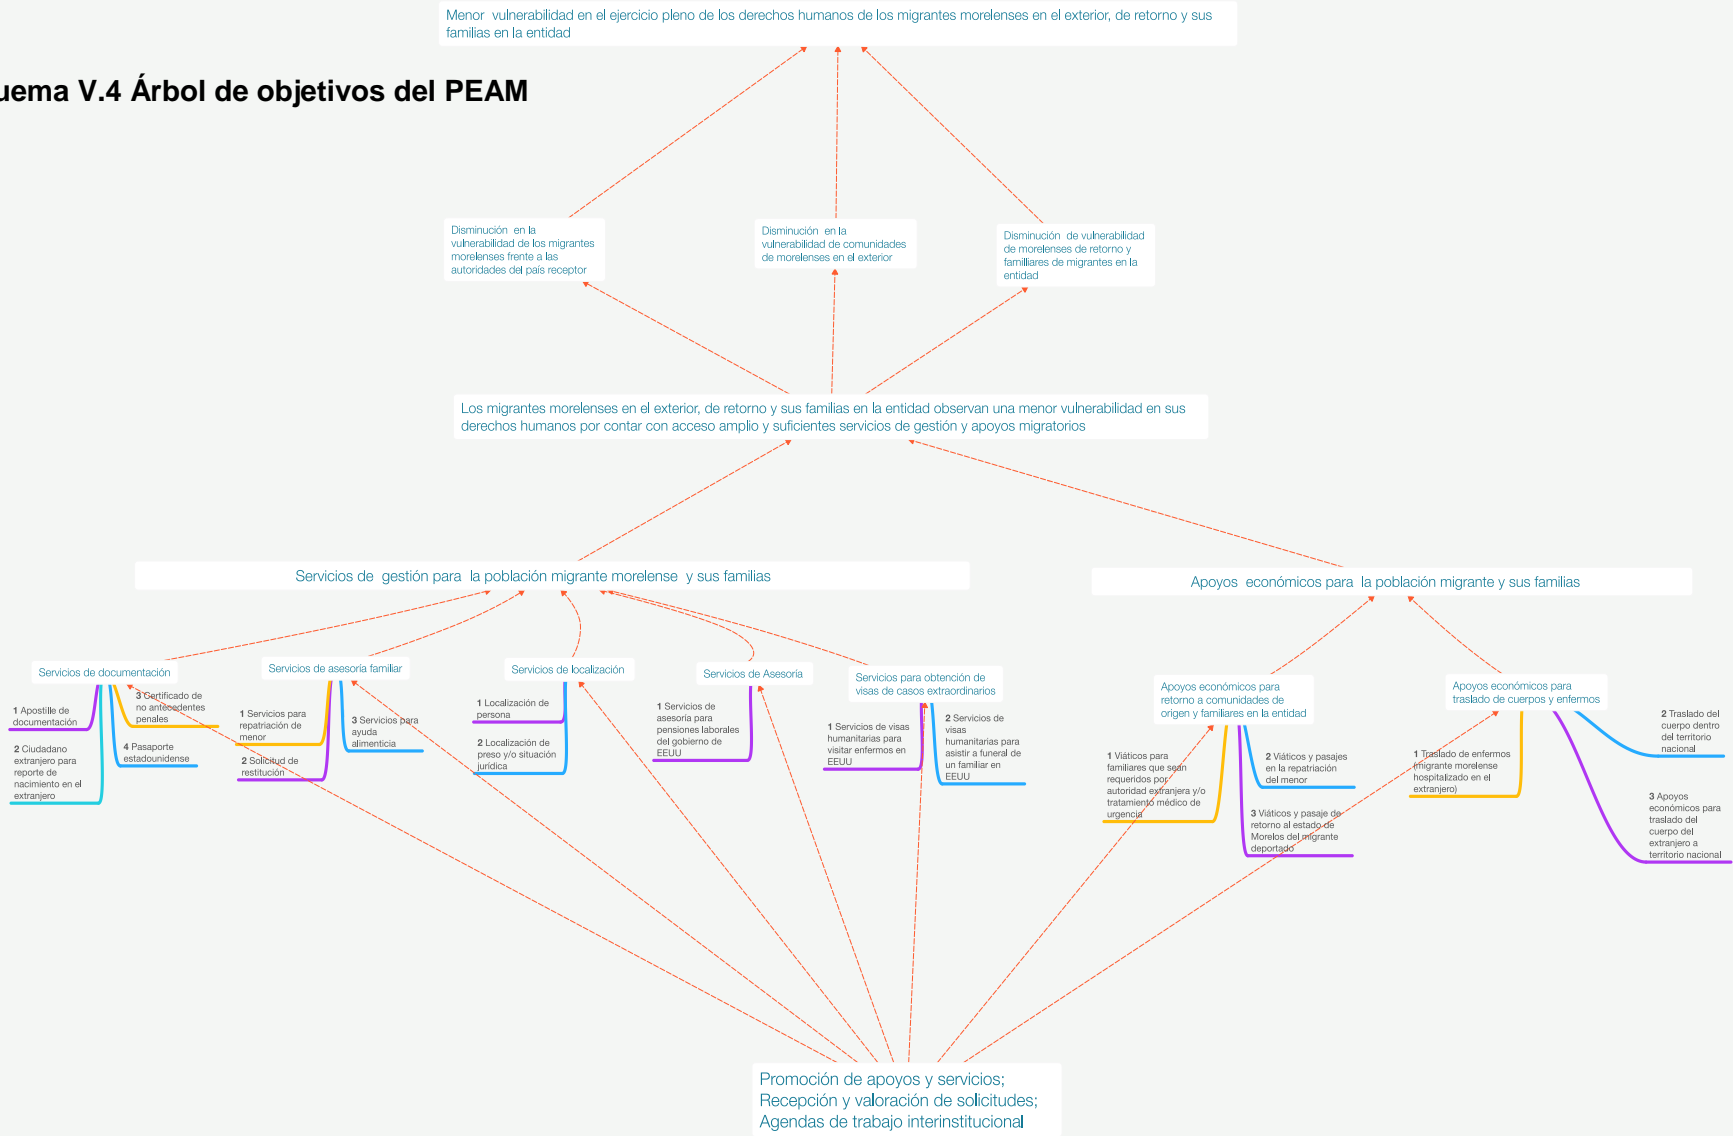 Menor vulnerabilidad en el ejercicio pleno de los derechos humanos de los migrantes morelenses en el exterior, de retorno y sus
familias en la entidad
uema V.4 Árbol de objetivos del PEAM
Disminución en la
vulnerabilidad de los migrantes
morelenses frente a las
autoridades del país receptor
Disminución en la
vulnerabilidad de comunidades
de morelenses en el exterior
Disminución de vulnerabilidad
de morelenses de retorno y
familliares de migrantes en la
entidad
Los migrantes morelenses en el exterior, de retorno y sus familias en la entidad observan una menor vulnerabilidad en sus
derechos humanos por contar con acceso amplio y suficientes servicios de gestión y apoyos migratorios
Servicios de gestión para la población migrante morelense y sus familias
Apoyos económicos para la población migrante y sus familias
Servicios de documentación
1 Apostille de
documentación
2 Ciudadano
extranjero para
reporte de
nacimiento en el
extranjero
3 Certificado de
no antecedentes
penales
4 Pasaporte
estadounidense
Servicios de asesoría familiar
1 Servicios para
repatriación de
menor
2 Solicitud de
restitución
3 Servicios para
ayuda
alimenticia
Servicios de localización
1 Localización de
persona
2 Localización de
preso y/o situación
jurídica
Servicios de Asesoría
1 Servicios de
asesoría para
pensiones laborales
del gobierno de
EEUU
Servicios para obtención de
visas de casos extraordinarios
1 Servicios de visas
humanitarias para
visitar enfermos en
EEUU
2 Servicios de
visas
humanitarias para
asistir a funeral de
un familiar en
EEUU
Apoyos económicos para
retorno a comunidades de
origen y familiares en la entidad
1 Viáticos para
familiares que sean
requeridos por
autoridad extranjera y/o
tratamiento médico de
urgencia
2 Viáticos y pasajes
en la repatriación
del menor
3 Viáticos y pasaje de
retorno al estado de
Morelos del migrante
deportado
Apoyos económicos para
traslado de cuerpos y enfermos
1 Traslado de enfermos
(migrante morelense
hospitalizado en el
extranjero)
2 Traslado del
cuerpo dentro
del territorio
nacional
3 Apoyos
económicos para
traslado del
cuerpo del
extranjero a
territorio nacional
Promoción de apoyos y servicios;
Recepción y valoración de solicitudes;
Agendas de trabajo interinstitucional